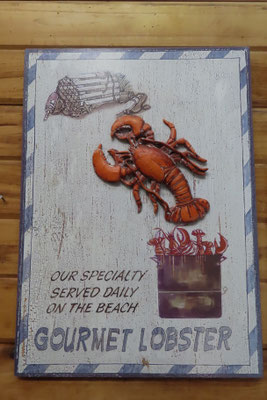 OUR SPECIALTY
SERVED DAILY
ON THE BEACH
GOURMET LOBSTER